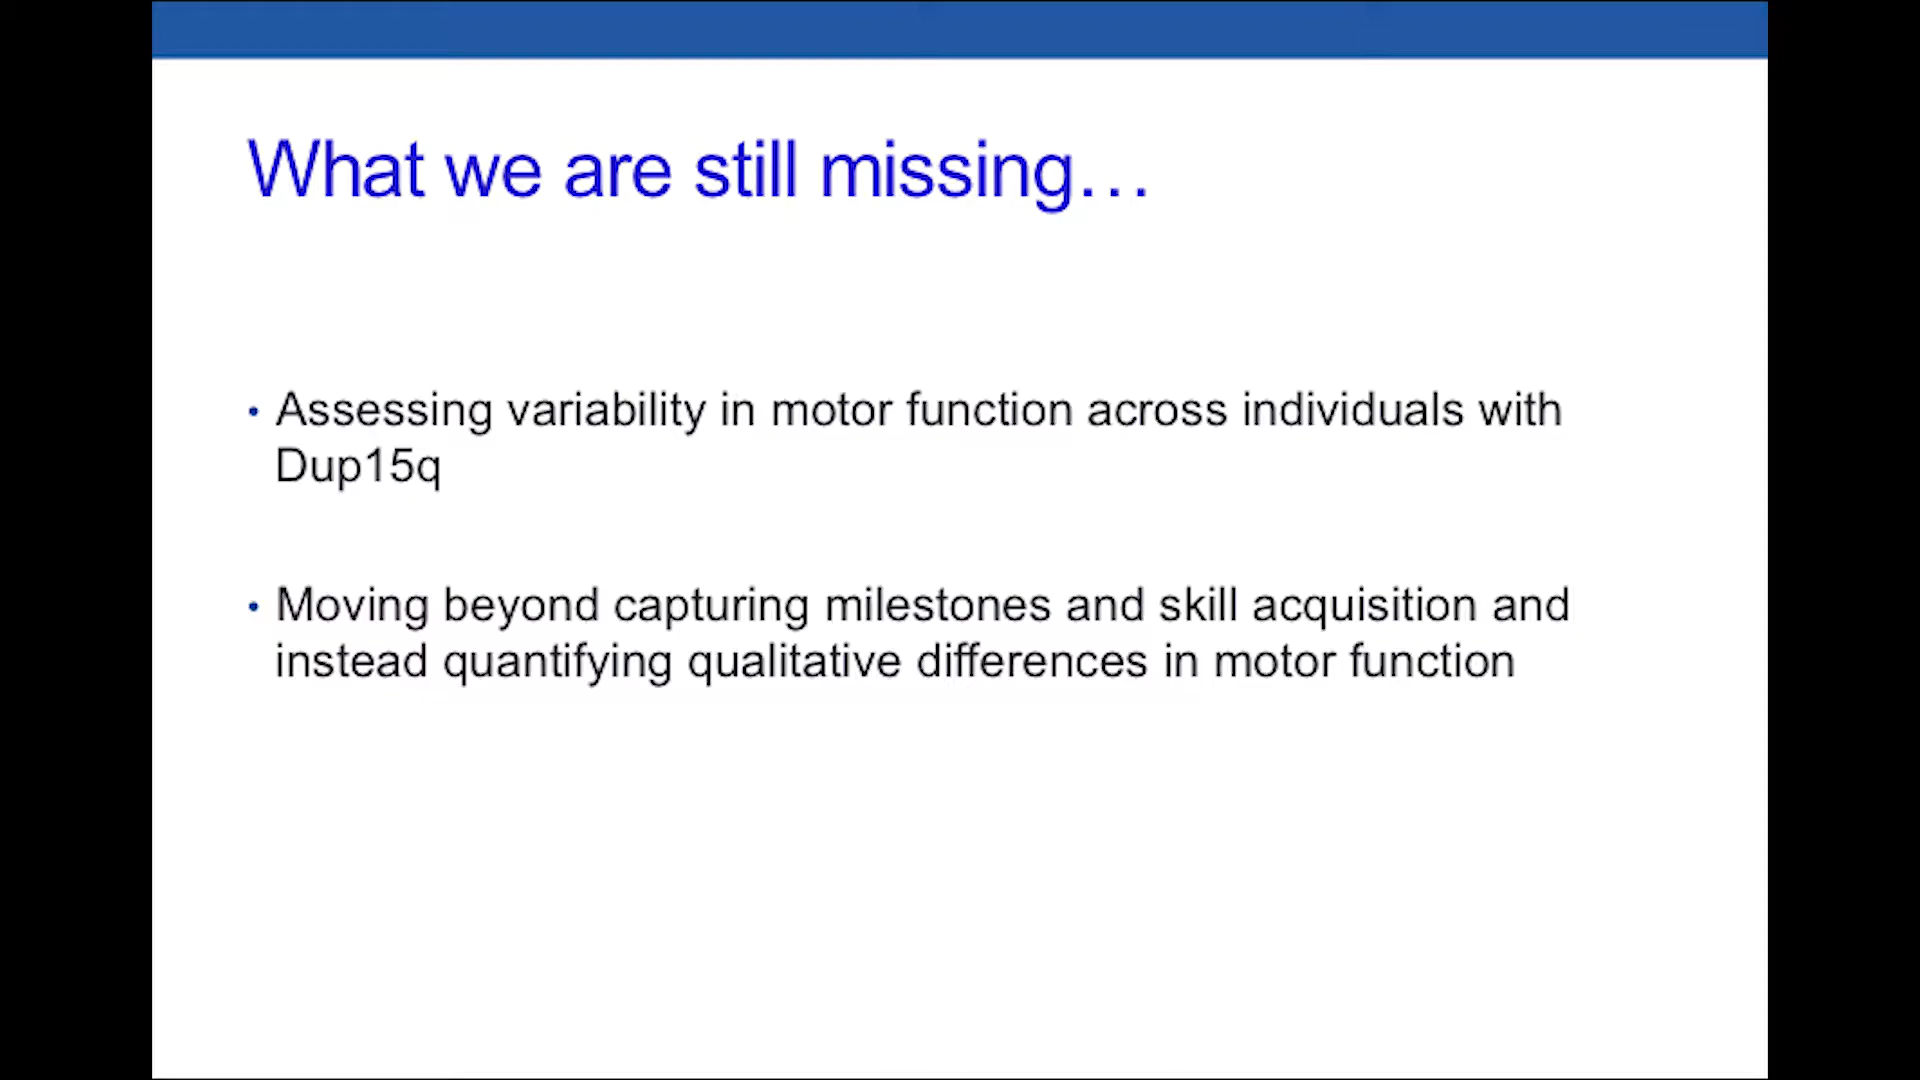 What we are still missing…
• Assessing variability in motor function across individuals with
Dup15q
• Moving beyond capturing milestones and skill acquisition and
instead quantifying qualitative differences in motor function